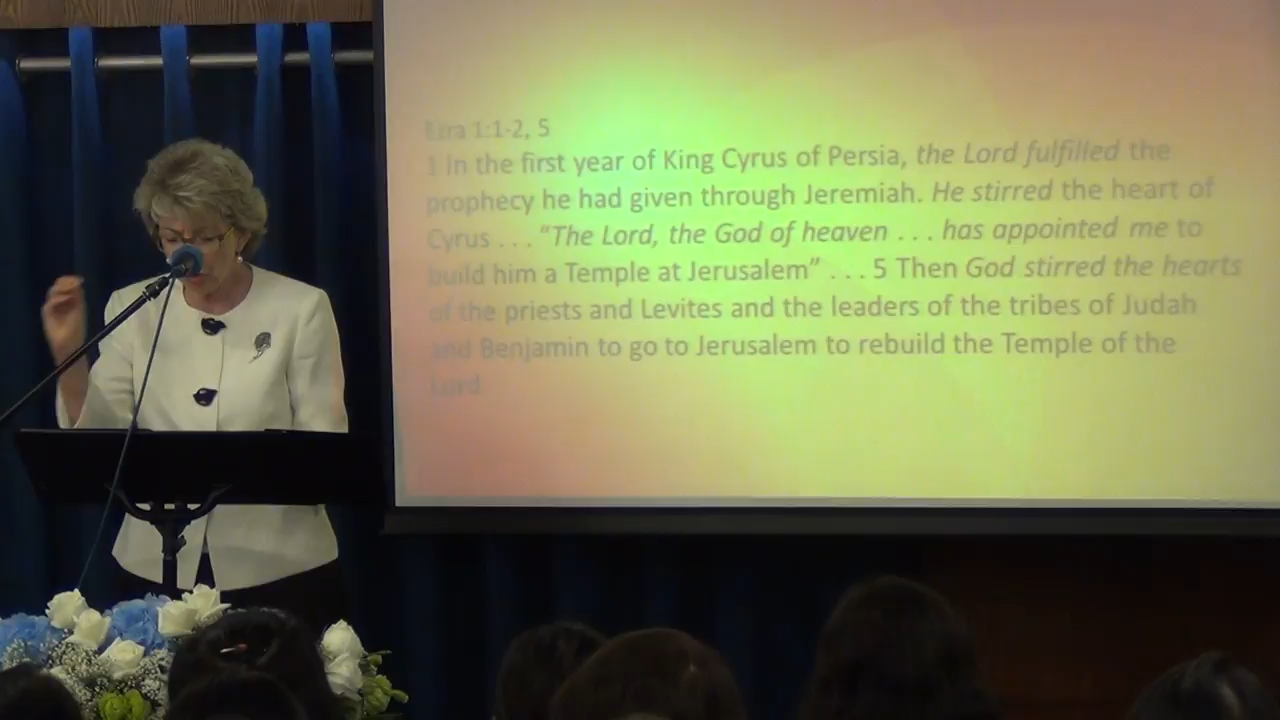 Ezra 1:1-2, 5
1 In the first year of King Cyrus of Persia, the Lord fulfilled the
prophecy he had given through Jeremiah. He stirred the heart of
Cyrus . . . “The Lord, the God of heaven . . . has appointed me to
build him a Temple at Jerusalem” . . . 5 Then God stirred the hearts
of the priests and Levites and the leaders of the tribes of Judah
and Benjamin to go to Jerusalem to rebuild the Temple of the
Lord